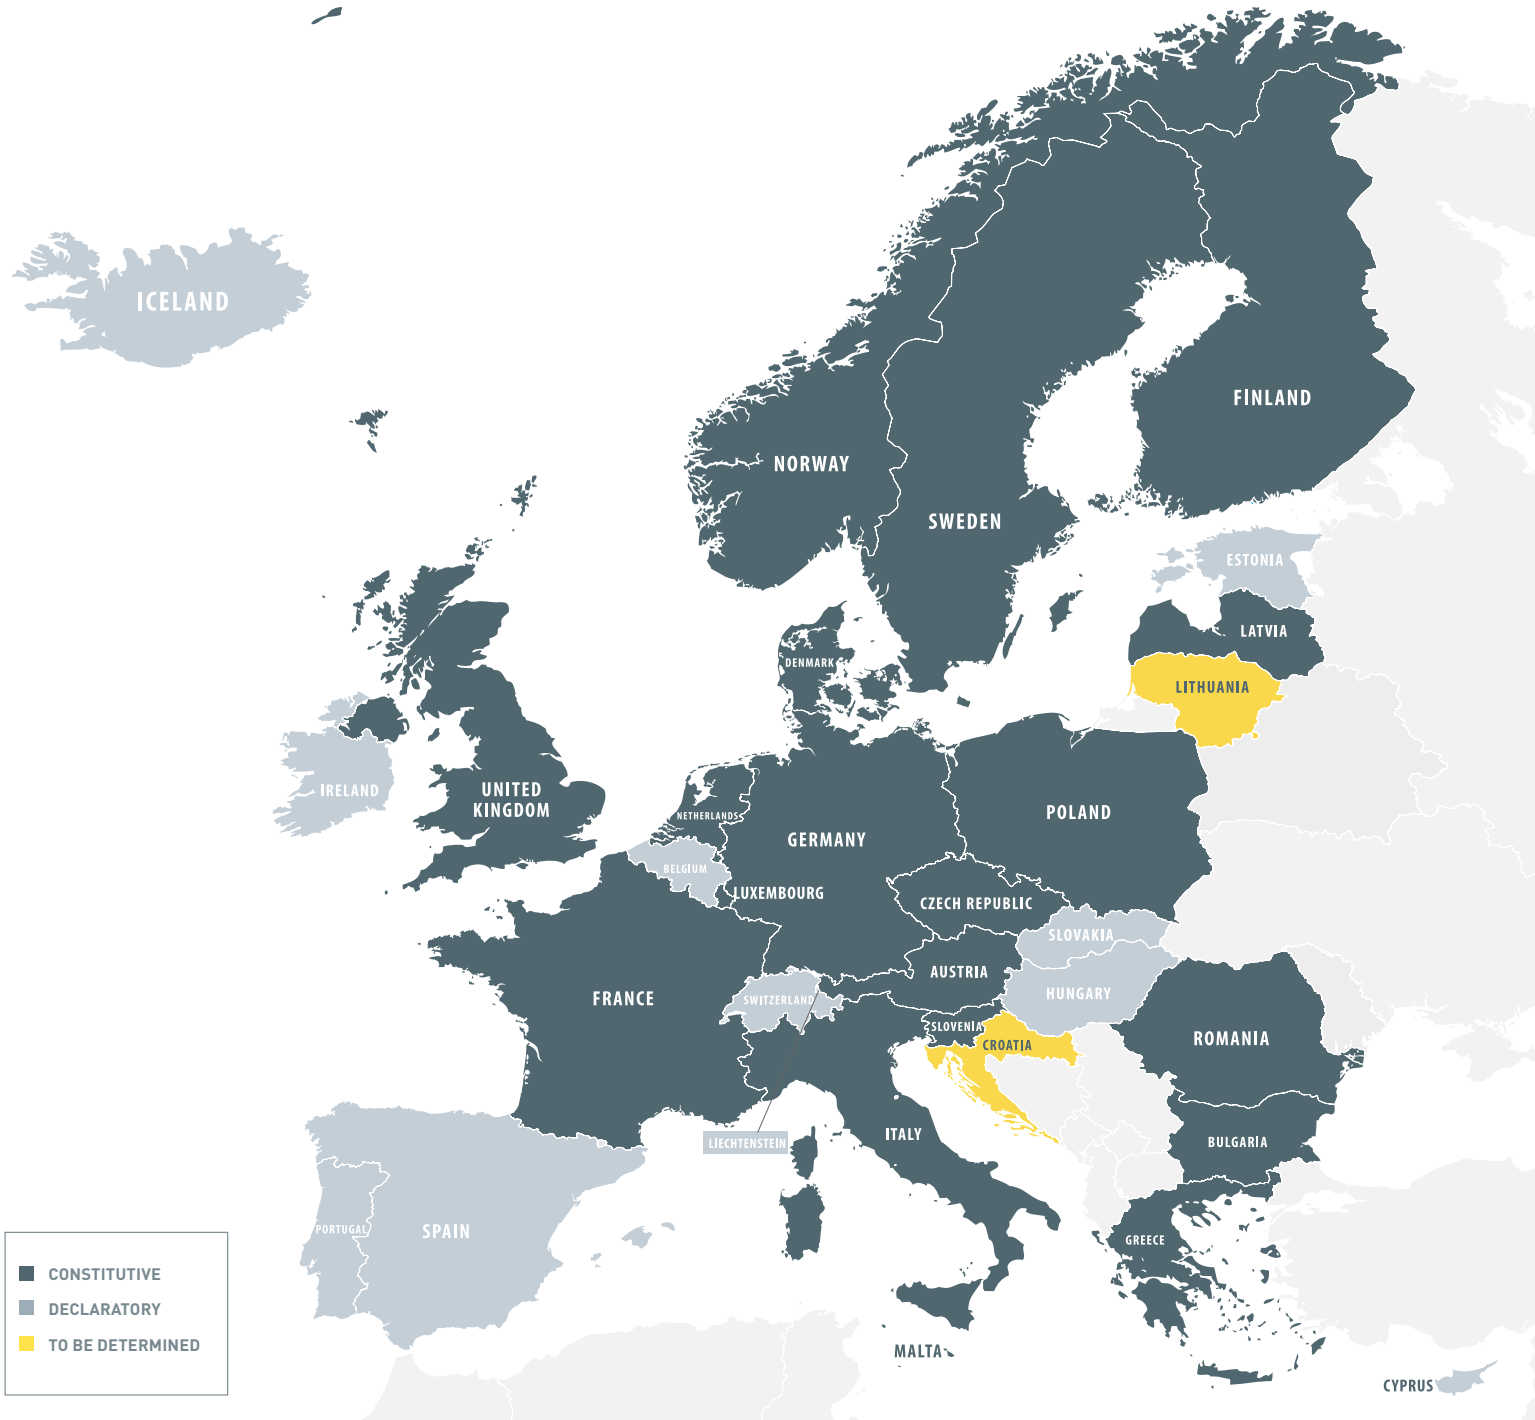 ICELAND
FINLAND
NORWAY
SWEDEN
ESTONIA
LATVIA
DENMARK
LITHUANIA
IRELAND
UNITED
KINGDOM
NETHERLANDS
POLAND
GERMANY
BELGIUM
LUXEMBOURG
CZECH REPUBLIC
SLOVAKIA
AUSTRIA
HUNGARY
FRANCE
SWITZERLAND
SLOVENIA
ROMANIA
CROATIA
ITALY
LIECHTENSTEIN
BULGARIA
PORTUGAL
SPAIN
GREECE
CONSTITUTIVE
DECLARATORY
TO BE DETERMINED
MALTA
CYPRUS